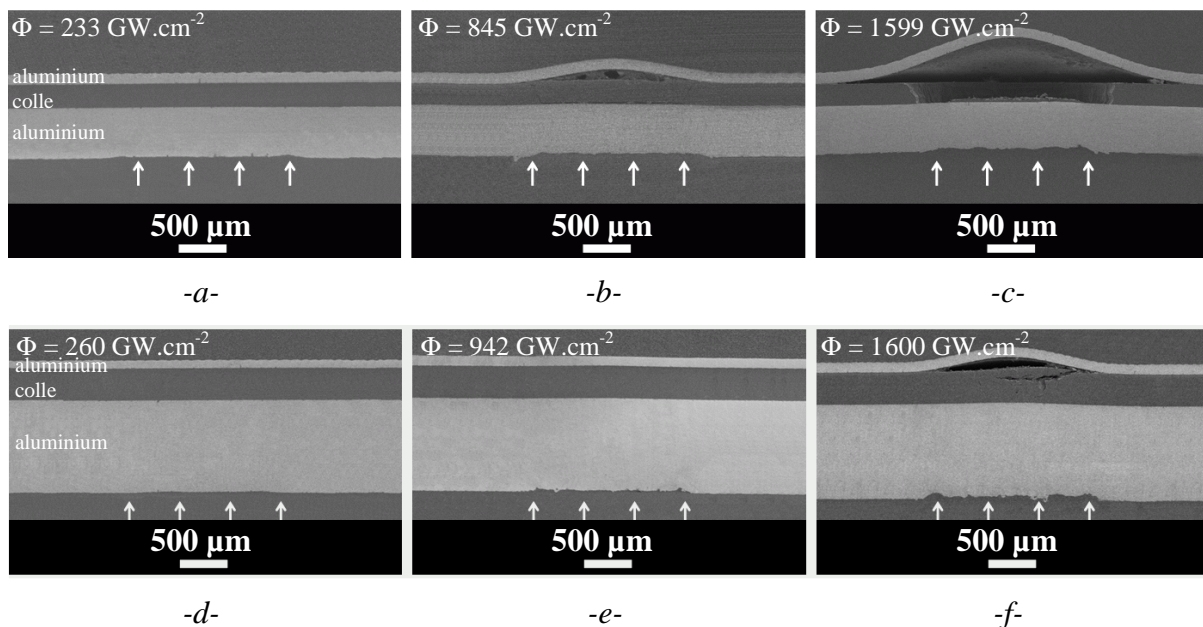 Φ = 233 GW.cm-2
aluminium
colle
aluminium
500 µm
Φ = 845 GW.cm-2
500 µm
Φ = 1599 GW.cm-2
500 µm
-a-
-b-
-c-
Φ = 260 GW.cm-2
aluminium
colle
aluminium
500 µm
Φ = 942 GW.cm-2
500 µm
Φ = 1600 GW.cm-2
500 µm
-d-
-e-
-f-